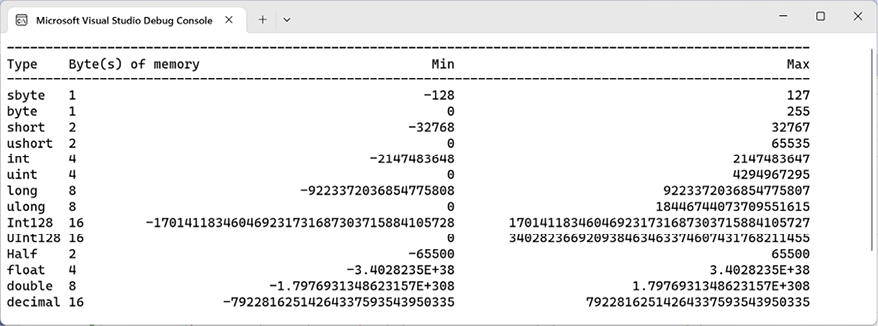 Microsoft Visual Studio Debug Console
Type Byte(s) of memory Min Max
sbyte 1 -128 127
byte 1 0 255
short 2 -32768 32767
ushort 2 0 65535
int 4 -2147483648 2147483647
uint 4 0 4294967295
long 8 -9223372036854775808 9223372036854775807
ulong 8 0 18446744073709551615
Int128 16 -170141183460469231731687303715884105728 170141183460469231731687303715884105727
UInt128 16 0 340282366920938463463374607431768211455
Half 2 -65500 65500
float 4 -3.4028235E+38 3.4028235E+38
double 8 -1.7976931348623157E+308 1.7976931348623157E+308
decimal 16 -79228162514264337593543950335 79228162514264337593543950335